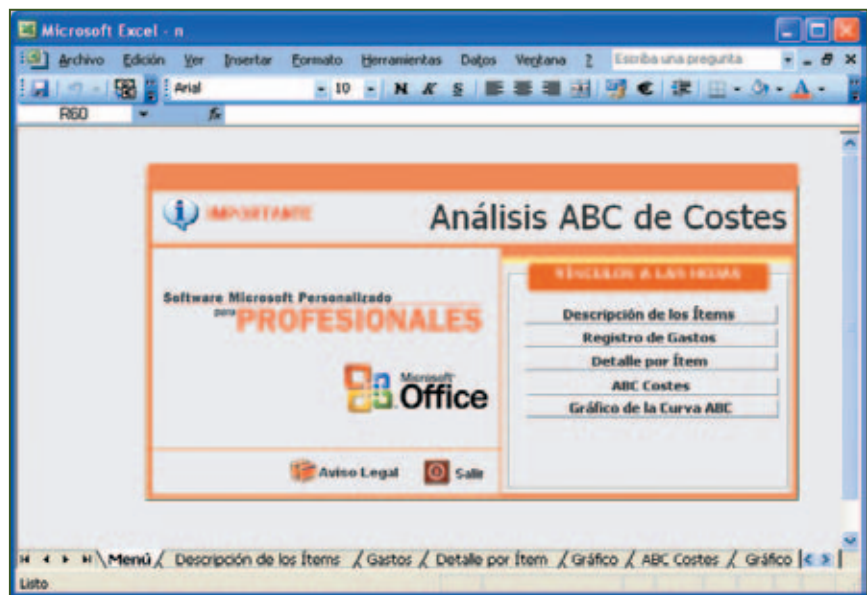 Microsoft Excel - n
Archivo Edición Ver Insertar Formato Herramientas Datos Ventana ? Escriba una pregunta
Arial 10 N K S
R60 fx
IMPORTANTE Análisis ABC de Costes
VÍNCULOS A LAS HOJAS
Software Microsoft Personalizado
para PROFESIONALES
Microsoft
Office
Descripción de los Ítems
Registro de Gastos
Detalle por Ítem
ABC Costes
Gráfico de la Curva ABC
Aviso Legal Salir
Menú / Descripción de los Ítems / Gastos / Detalle por Ítem / Gráfico / ABC Costes / Gráfico
Listo